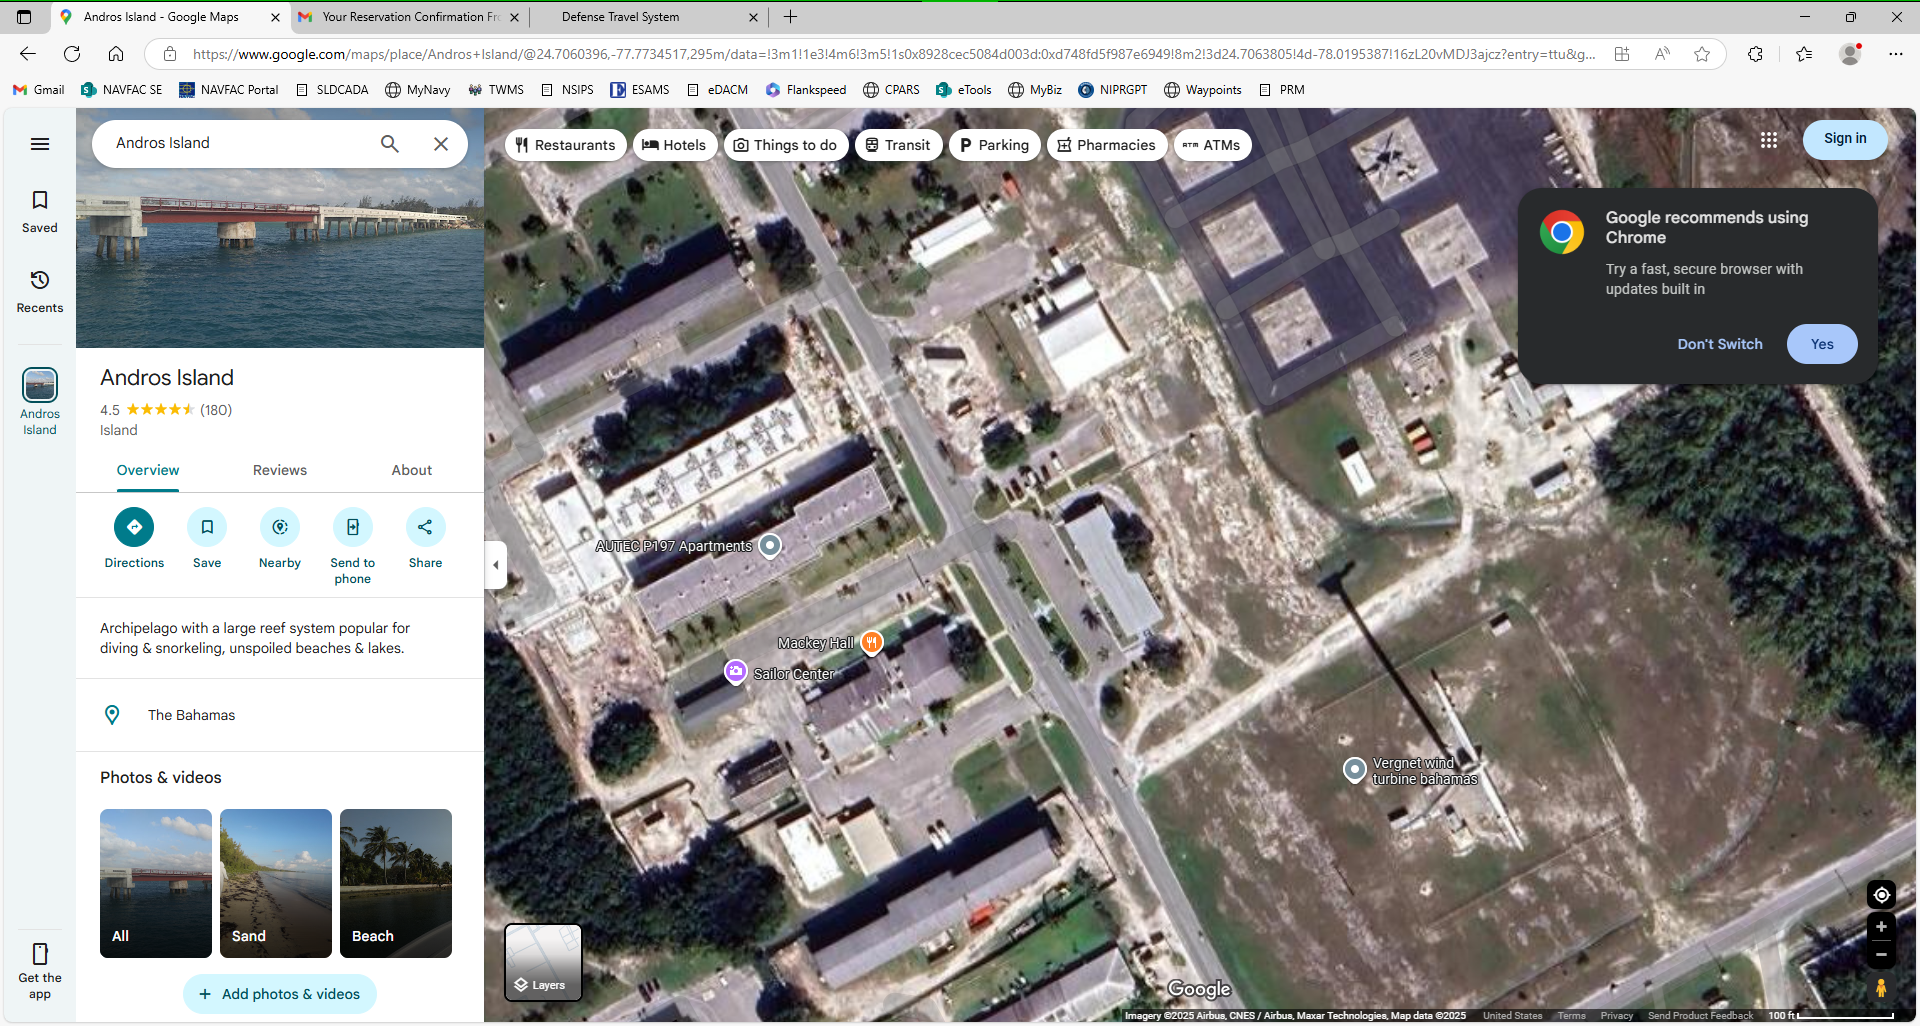 Andros Island - Google Maps
Your Reservation Confirmation Fr
Defense Travel System
https://www.google.com/maps/place/Andros+Island/@24.7060396,-77.7734517,295m/data=!3m1!1e3!4m6!3m5!1s0x8928cec5084d003d:0xd748fd5f987e6949!8m2!3d24.7063805!4d-78.0195387!16zL20vMDJ3ajcz?entry=ttu&g...
Gmail
NAVFAC SE
NAVFAC Portal
SLDCADA
MyNavy
TWMS
NSIPS
ESAMS
eDACM
Flankspeed
CPARS
eTools
MyBiz
NIPRGPT
Waypoints
PRM
Andros Island
Restaurants
Hotels
Things to do
Transit
Parking
Pharmacies
ATMs
Sign in
Saved
Recents
Andros
Island
Get the
app
Andros Island
4.5 (180)
Island
Overview
Reviews
About
Directions
Save
Nearby
Send to
phone
Share
Archipelago with a large reef system popular for
diving & snorkeling, unspoiled beaches & lakes.
The Bahamas
Photos & videos
All
Sand
Beach
+ Add photos & videos
Google recommends using
Chrome
Try a fast, secure browser with
updates built in
Don't Switch
Yes
AUTEC P197 Apartments
Mackey Hall
Sailor Center
Vergnet wind
turbine bahamas
Layers
Google
Imagery ©2025 Airbus, CNES / Airbus, Maxar Technologies, Map data ©2025
United States
Terms
Privacy
Send Product Feedback
100 ft